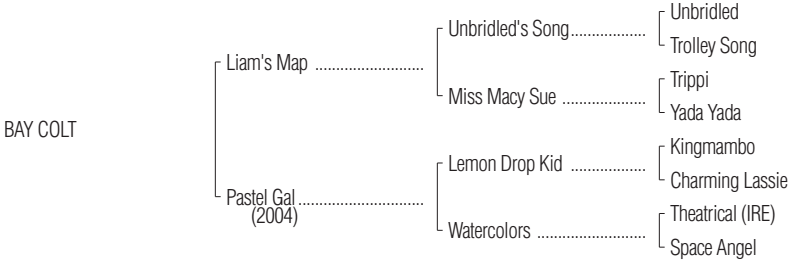 Unbridled
Unbridled's Song..................
Trolley Song
Liam's Map ..........................
Trippi
Miss Macy Sue ....................
Yada Yada
BAY COLT
Kingmambo
Lemon Drop Kid ..................
Charming Lassie
Pastel Gal..............................
(2004)
Theatrical (IRE)
Watercolors ..........................
Space Angel